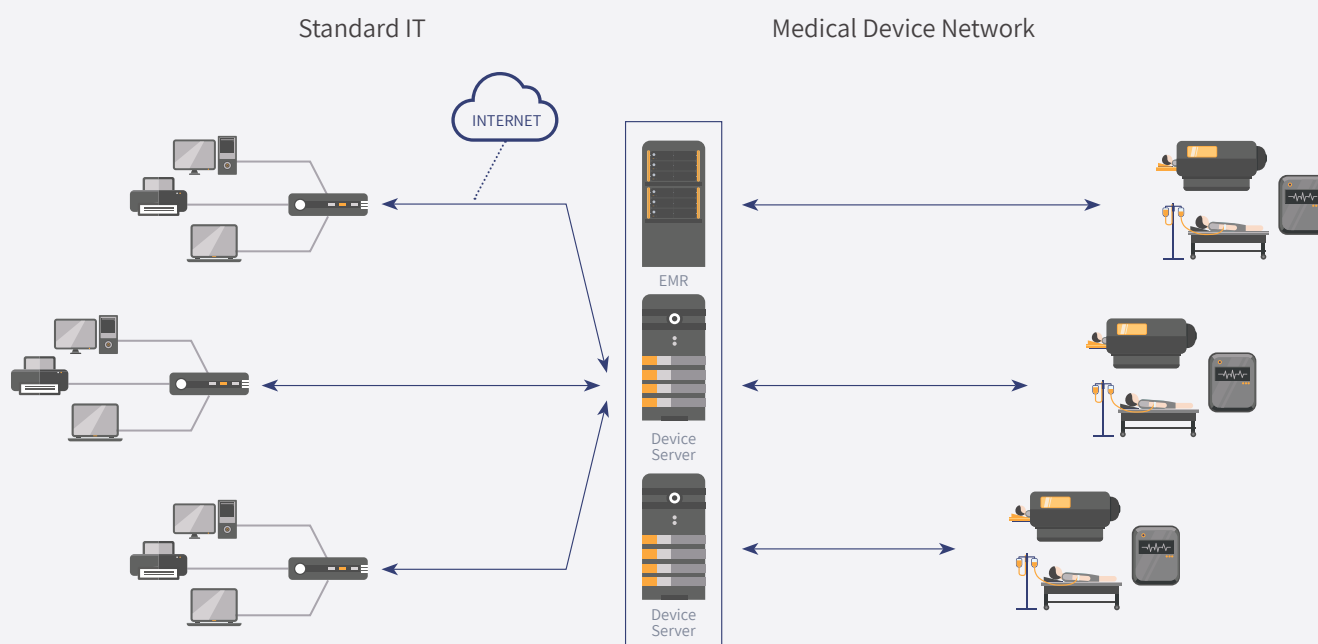 Standard IT
Medical Device Network
INTERNET
EMR
Device
Server
Device
Server